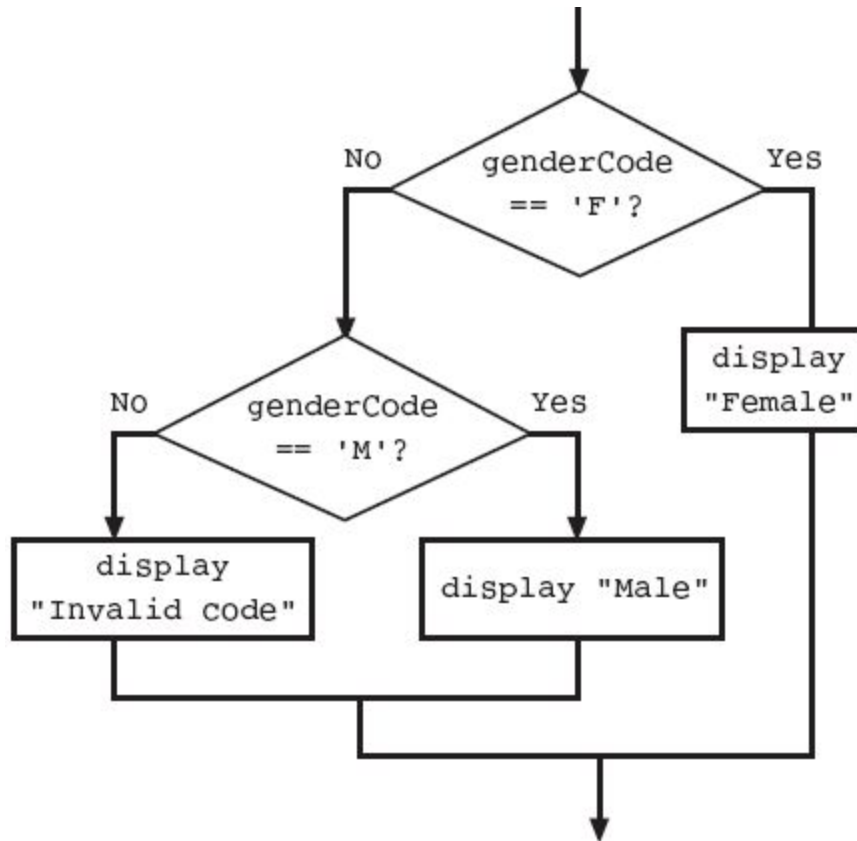 No
genderCode
== 'F'?
Yes
display
"Female"
No
genderCode
== 'M'?
Yes
display
"Invalid code"
display "Male"